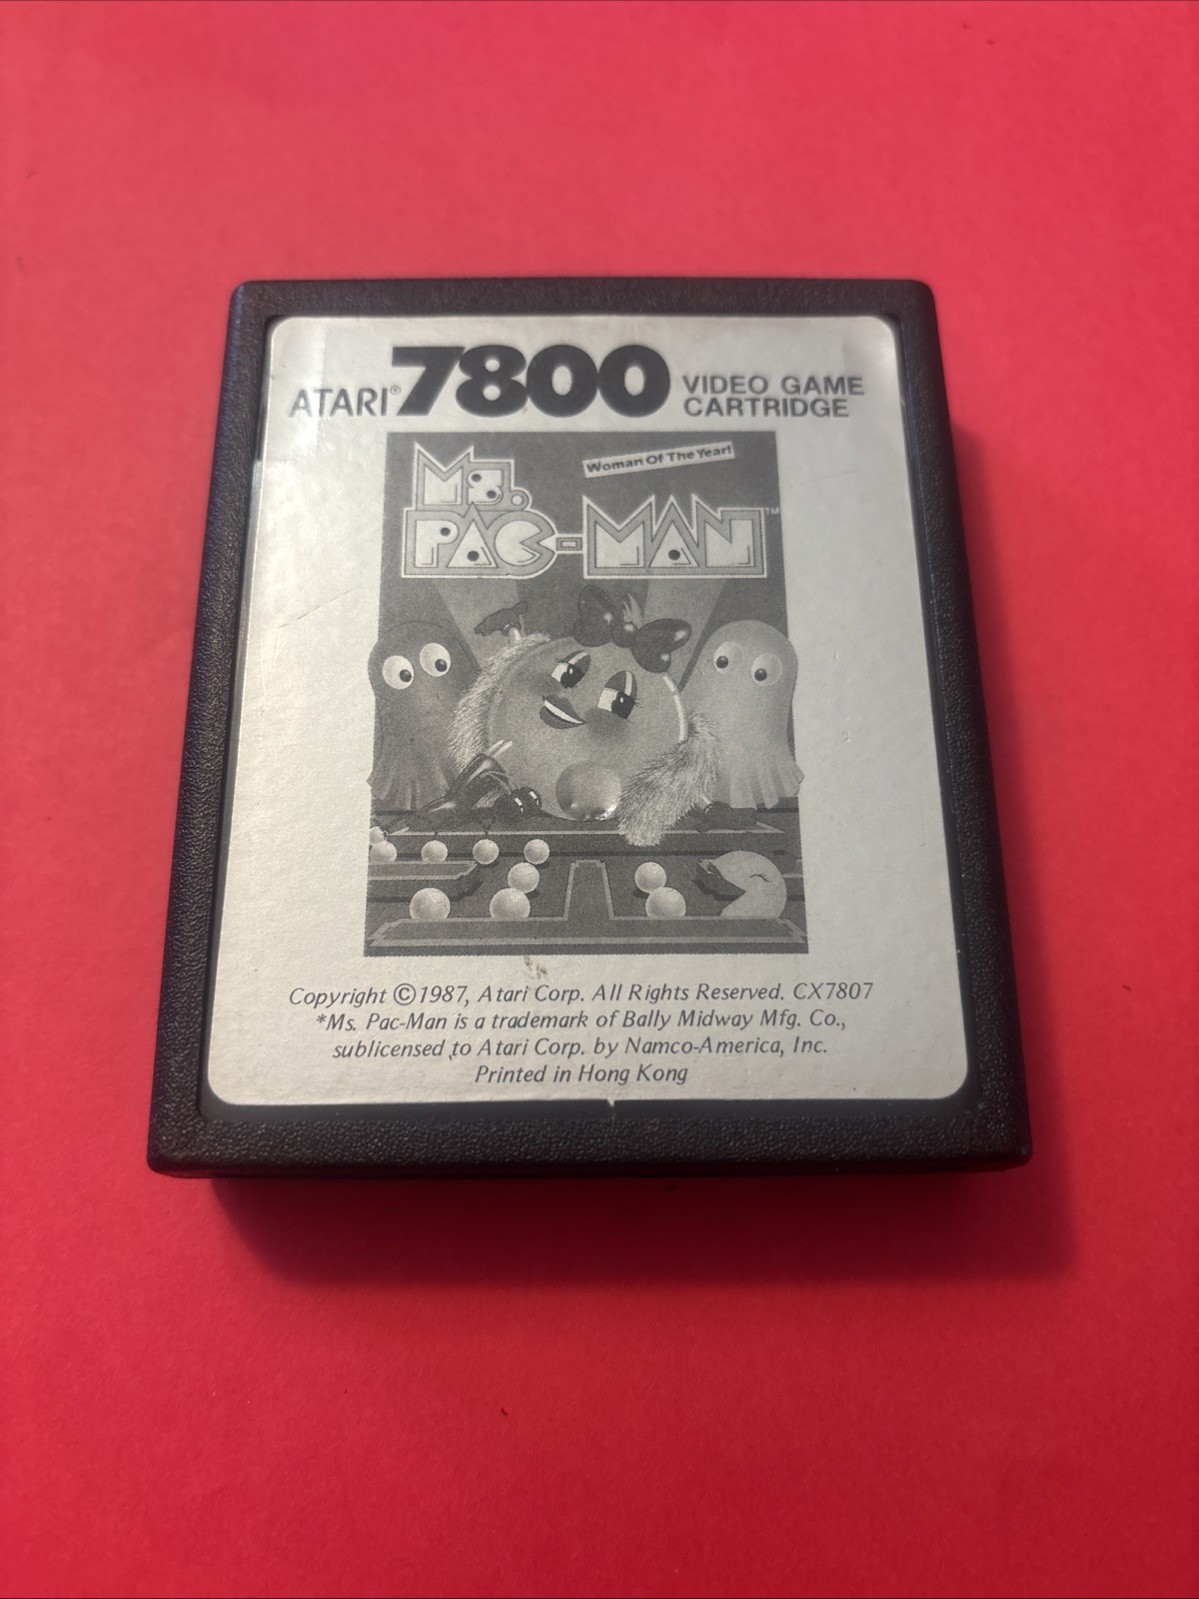 ATARI® 7800 VIDEO GAME
CARTRIDGE
Woman Of The Year!
Ms.
PAC-MAN™
Copyright ©1987, Atari Corp. All Rights Reserved. CX7807
*Ms. Pac-Man is a trademark of Bally Midway Mfg. Co.,
sublicensed to Atari Corp. by Namco-America, Inc.
Printed in Hong Kong